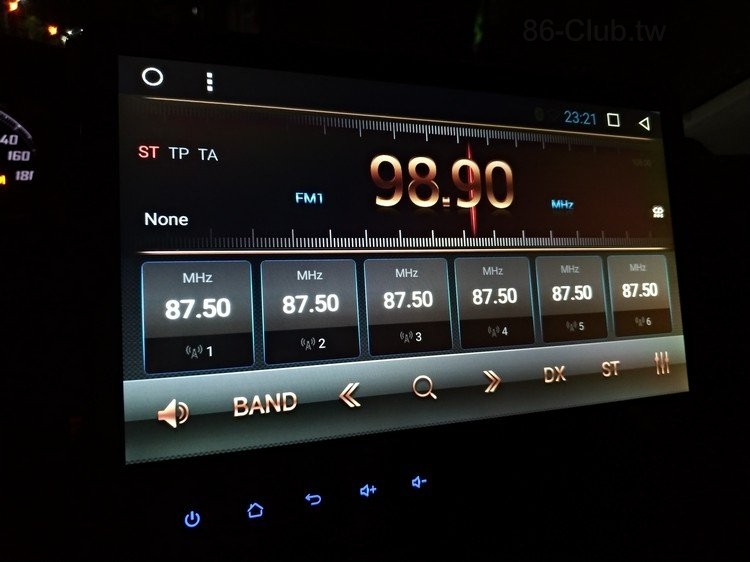 86-Club.tw
23:21
40
160
ST TP TA
98.90
FM1
MHz
None
MHz MHz MHz MHz MHz MHz
87.50 87.50 87.50 87.50 87.50 87.50
1 2 3 4 5 6
BAND DX ST